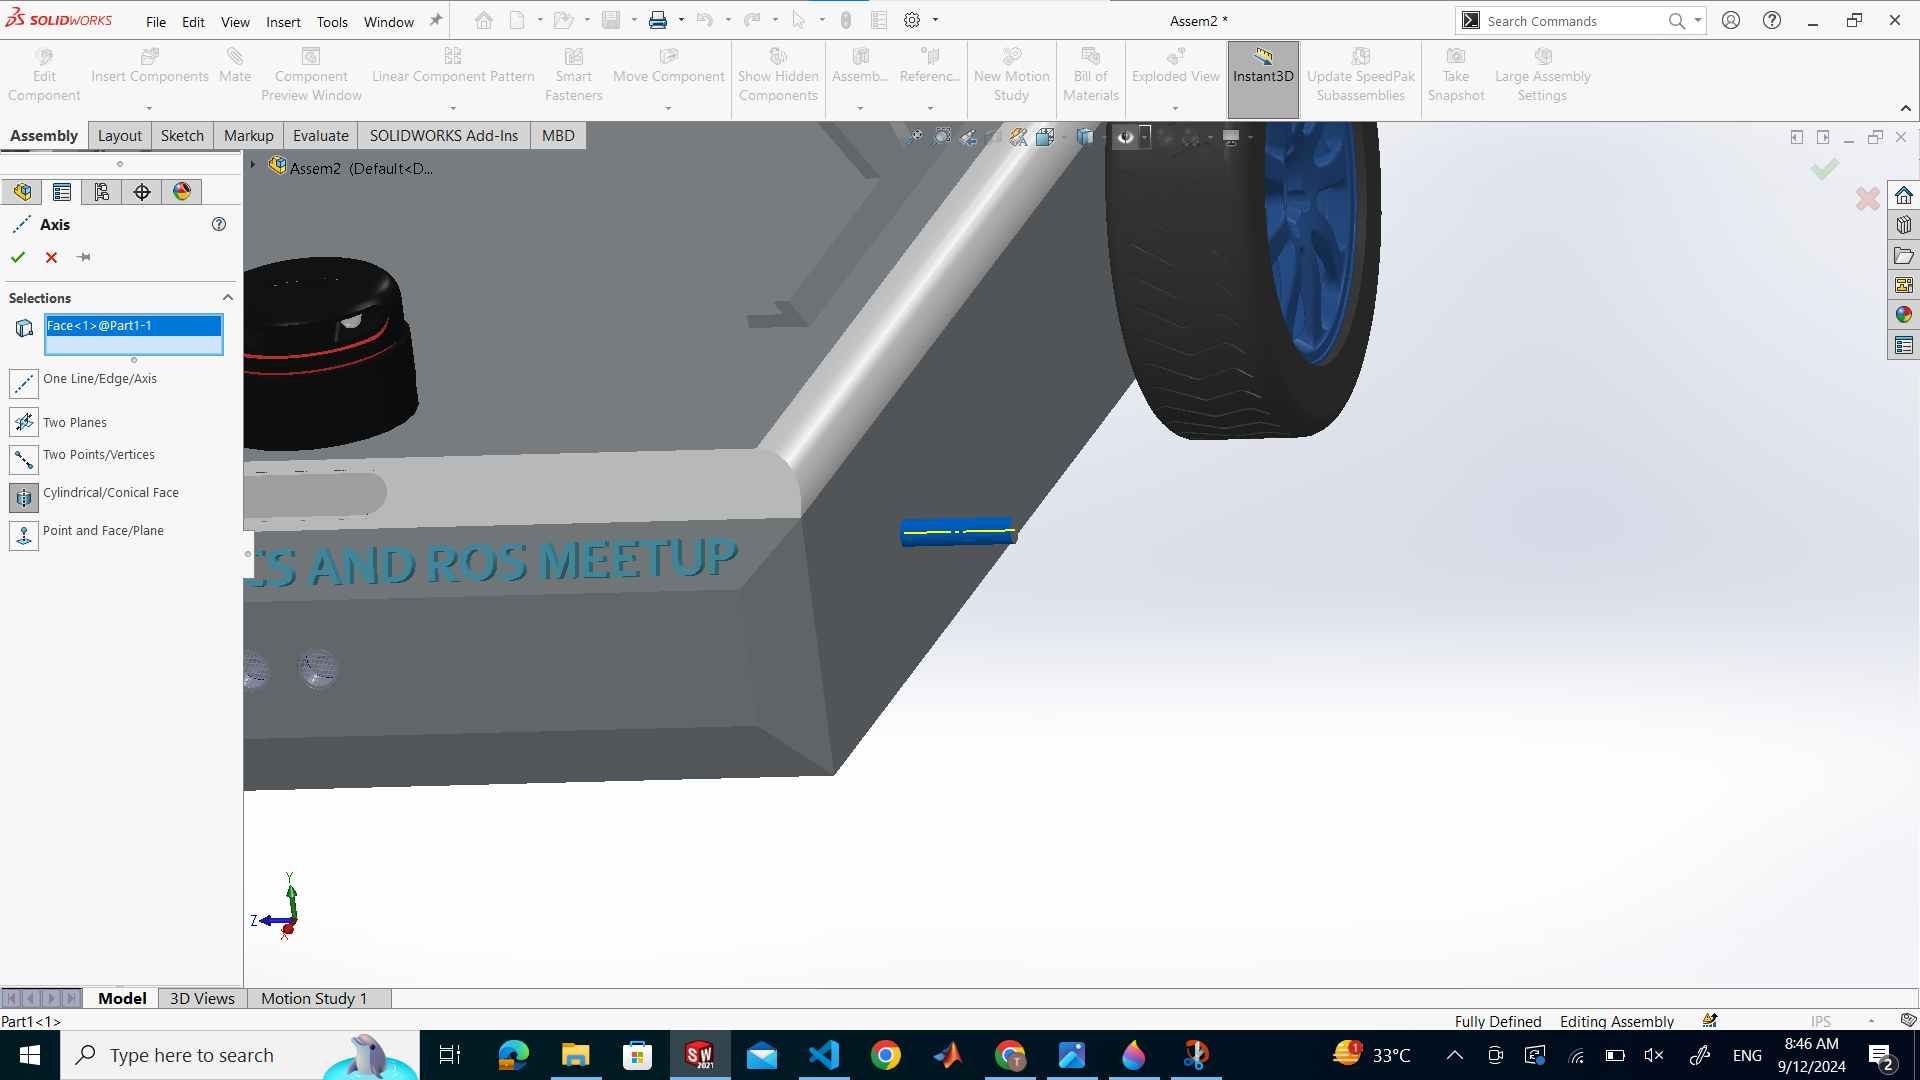 SOLIDWORKS
File Edit View Insert Tools Window
Assem2 *
Search Commands
Edit Component
Insert Components
Mate
Component Preview Window
Linear Component Pattern
Smart Fasteners
Move Component
Show Hidden Components
Assemb...
Referenc...
New Motion Study
Bill of Materials
Exploded View
Instant3D
Update SpeedPak Subassemblies
Take Snapshot
Large Assembly Settings
Assembly Layout Sketch Markup Evaluate SOLIDWORKS Add-Ins MBD
Assem2 (Default<D...
Axis
Selections
Face<1>@Part1-1
One Line/Edge/Axis
Two Planes
Two Points/Vertices
Cylindrical/Conical Face
Point and Face/Plane
CS AND ROS MEETUP
Y
Z
X
Model 3D Views Motion Study 1
Part1<1>
Fully Defined Editing Assembly IPS
Type here to search
SW 2021
T
1
33°C
ENG
8:46 AM
9/12/2024
2